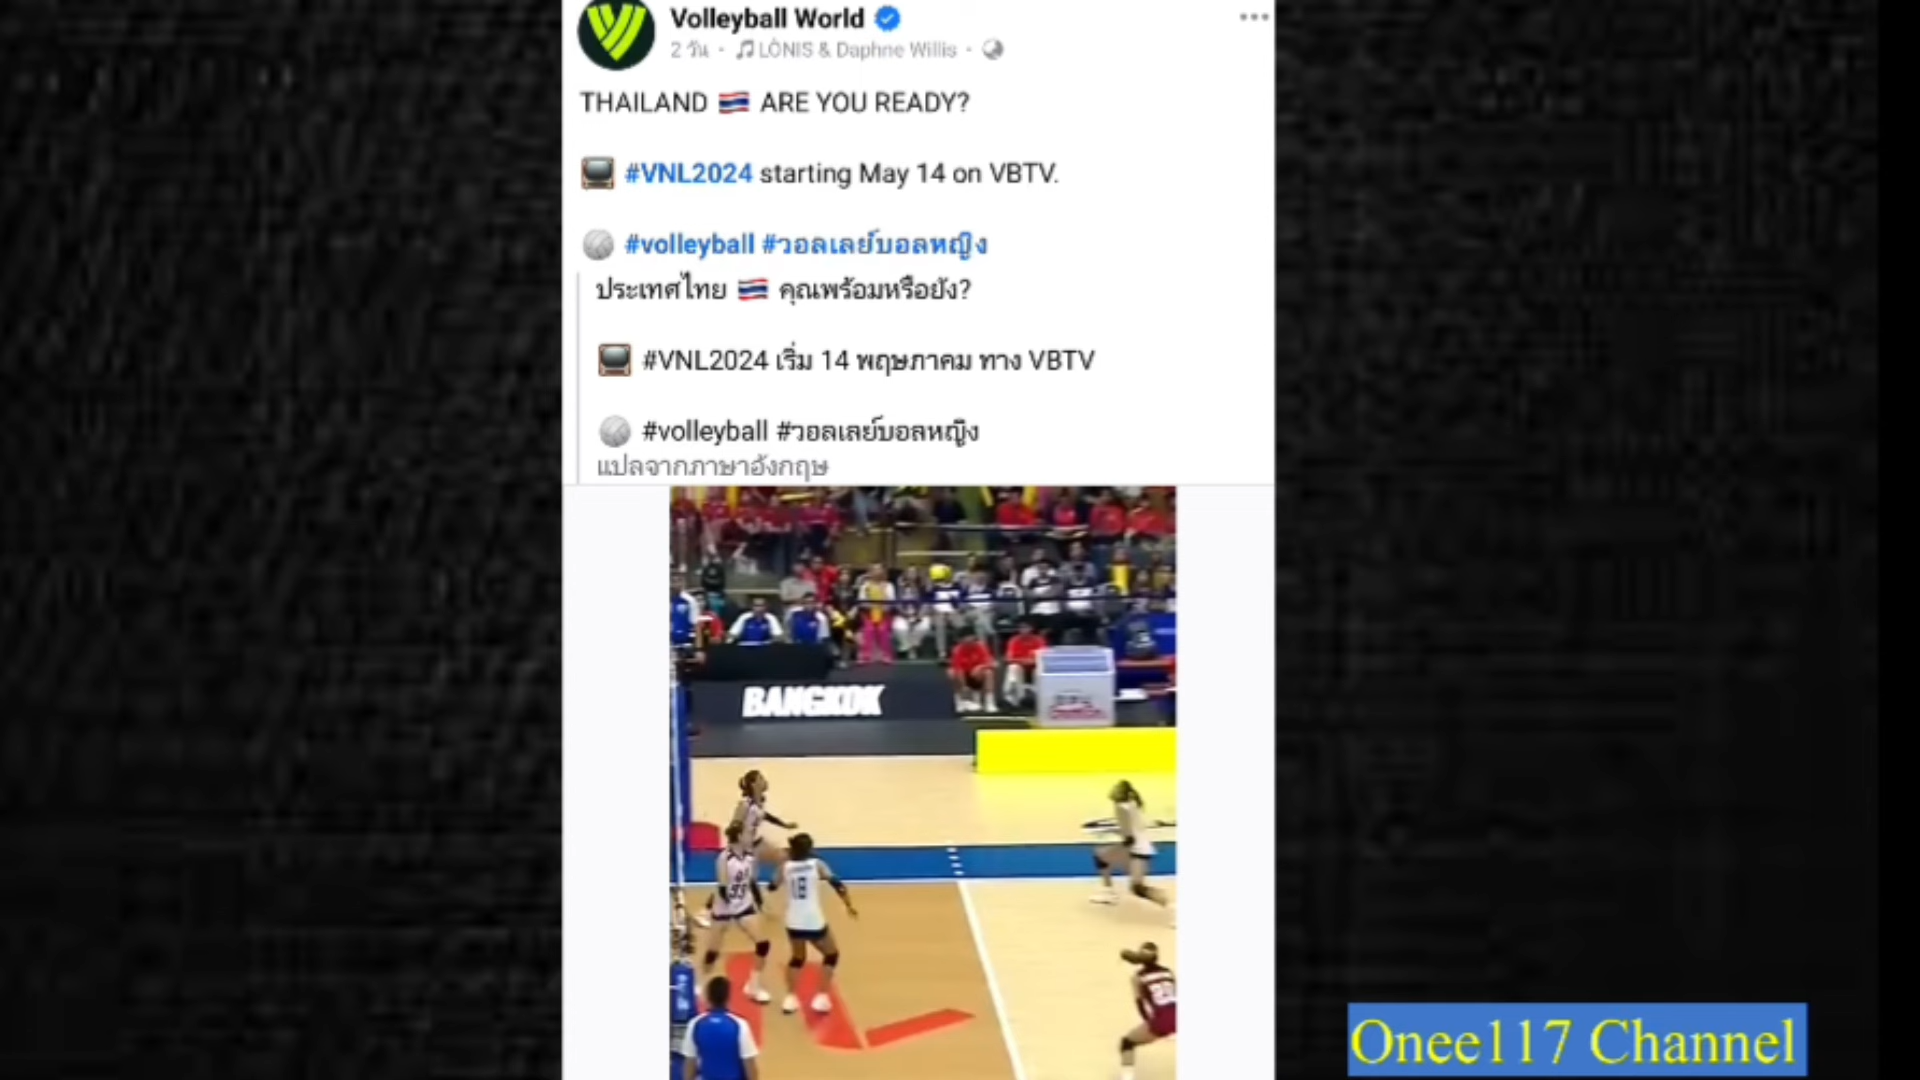 Volleyball World
2 วัน · LÒNIS & Daphne Willis ·
THAILAND 🇹🇭 ARE YOU READY?
📺 #VNL2024 starting May 14 on VBTV.
🏐 #volleyball #วอลเลย์บอลหญิง
ประเทศไทย 🇹🇭 คุณพร้อมหรือยัง?
📺 #VNL2024 เริ่ม 14 พฤษภาคม ทาง VBTV
🏐 #volleyball #วอลเลย์บอลหญิง
แปลจากภาษาอังกฤษ
BANGKOK
18
Onee117 Channel